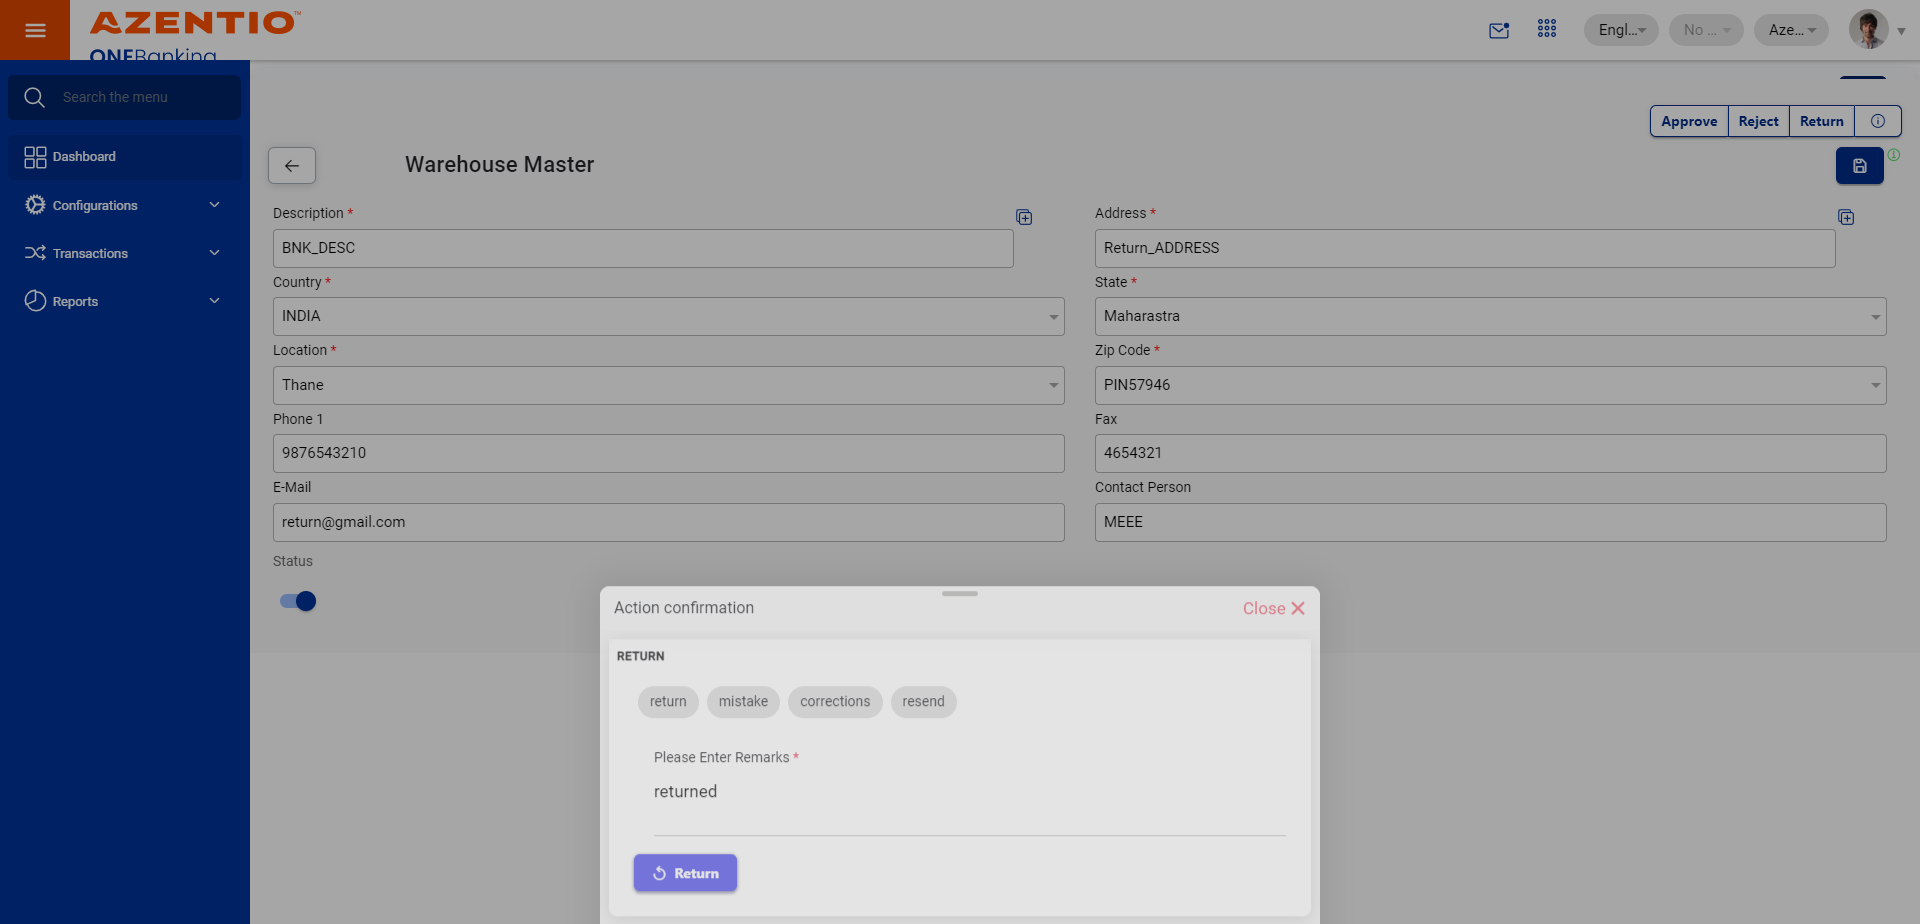 AZENTIO™
ONEBanking
Engl...
No ...
Aze...
Search the menu
Dashboard
Configurations
Transactions
Reports
Approve
Reject
Return
Warehouse Master
Description *
BNK_DESC
Address *
Return_ADDRESS
Country *
INDIA
State *
Maharastra
Location *
Thane
Zip Code *
PIN57946
Phone 1
9876543210
Fax
4654321
E-Mail
return@gmail.com
Contact Person
MEEE
Status
Action confirmation
Close
RETURN
return
mistake
corrections
resend
Please Enter Remarks *
returned
Return